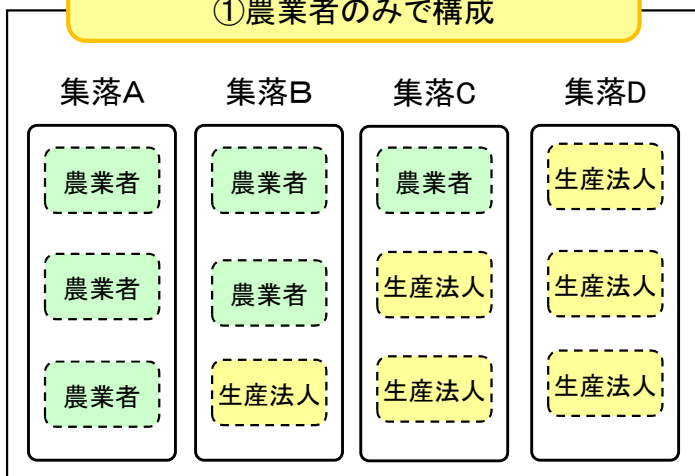 ①農業者のみで構成
集落A 集落B 集落C 集落D
農業者 農業者 農業者 生産法人
農業者 農業者 生産法人 生産法人
農業者 生産法人 生産法人 生産法人